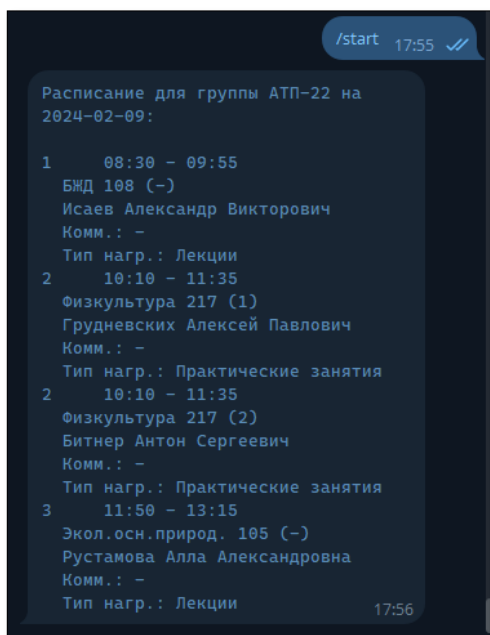 /start 17:55
Расписание для группы АТП-22 на
2024-02-09:
1 08:30 - 09:55
БЖД 108 (-)
Исаев Александр Викторович
Комм.: -
Тип нагр.: Лекции
2 10:10 - 11:35
Физкультура 217 (1)
Грудневских Алексей Павлович
Комм.: -
Тип нагр.: Практические занятия
2 10:10 - 11:35
Физкультура 217 (2)
Битнер Антон Сергеевич
Комм.: -
Тип нагр.: Практические занятия
3 11:50 - 13:15
Экол.осн.природ. 105 (-)
Рустамова Алла Александровна
Комм.: -
Тип нагр.: Лекции 17:56